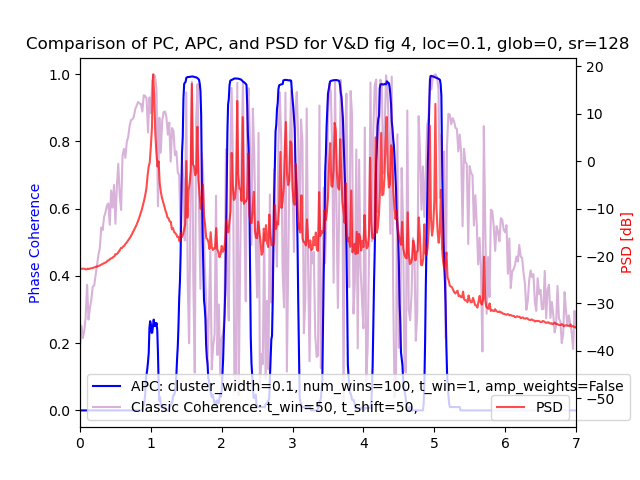 Comparison of PC, APC, and PSD for V&D fig 4, loc=0.1, glob=0, sr=128
1.0
0.8
0.6
0.4
0.2
0.0
Phase Coherence
20
10
0
−10
−20
−30
−40
−50
PSD [dB]
APC: cluster_width=0.1, num_wins=100, t_win=1, amp_weights=False
Classic Coherence: t_win=50, t_shift=50,
PSD
0 1 2 3 4 5 6 7